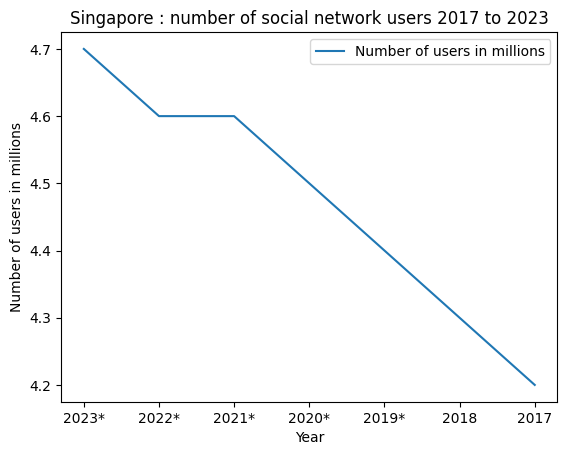 Singapore : number of social network users 2017 to 2023
Number of users in millions
Number of users in millions
4.7
4.6
4.5
4.4
4.3
4.2
2023* 2022* 2021* 2020* 2019* 2018 2017
Year